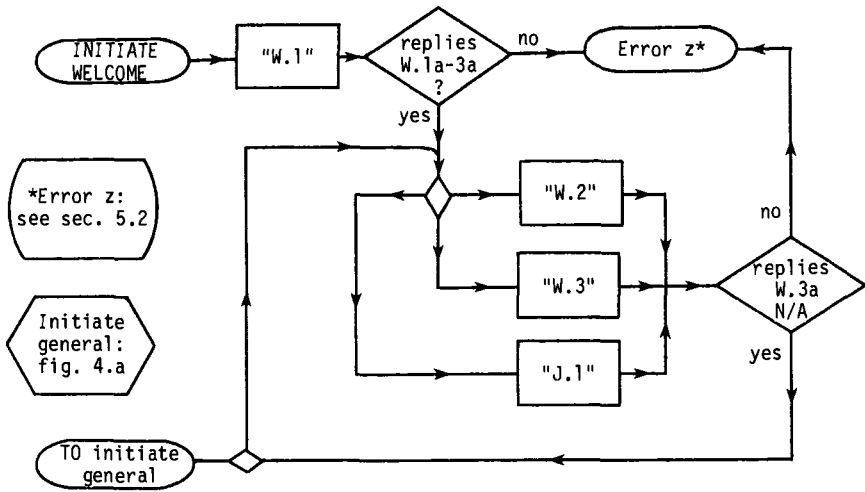 INITIATE
WELCOME
"W.1"
replies
W.1a-3a
?
no
Error z*
yes
*Error z:
see sec. 5.2
"W.2"
no
"W.3"
replies
W.3a
N/A
Initiate
general:
fig. 4.a
yes
"J.1"
TO initiate
general